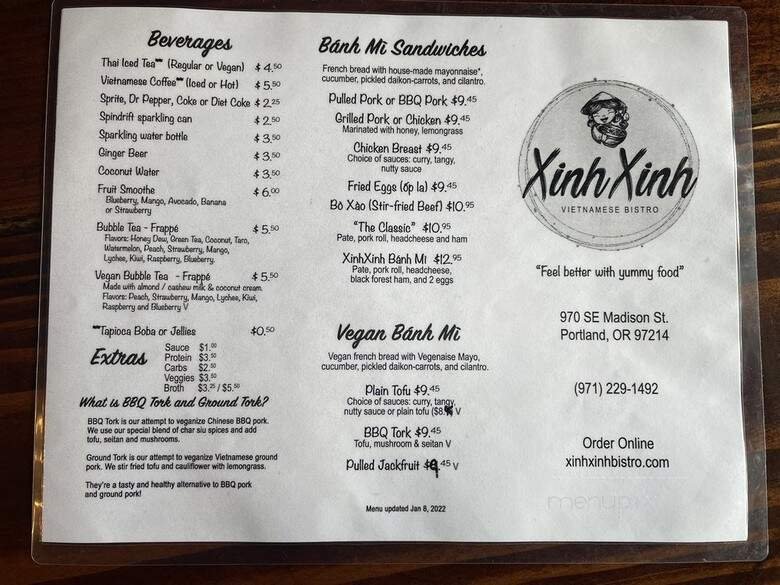 Beverages
Thai Iced Tea** (Regular or Vegan) $4.50
Vietnamese Coffee** (Iced or Hot) $5.50
Sprite, Dr Pepper, Coke or Diet Coke $2.25
Spindrift sparkling can $2.50
Sparkling water bottle $3.50
Ginger Beer $3.50
Coconut Water $3.50
Fruit Smoothe $6.00
Blueberry, Mango, Avocado, Banana
or Strawberry
Bubble Tea - Frappé $5.50
Flavors: Honey Dew, Green Tea, Coconut, Taro,
Watermelon, Peach, Strawberry, Mango,
Lychee, Kiwi, Raspberry, Blueberry.
Vegan Bubble Tea - Frappé $5.50
Made with almond / cashew milk & coconut cream.
Flavors: Peach, Strawberry, Mango, Lychee, Kiwi,
Raspberry and Blueberry V
**Tapioca Boba or Jellies $0.50
Extras
Sauce $1.00
Protein $3.50
Carbs $2.50
Veggies $3.50
Broth $3.25 / $5.50
What is BBQ Tork and Ground Tork?
BBQ Tork is our attempt to veganize Chinese BBQ pork.
We use our special blend of char siu spices and add
tofu, seitan and mushrooms.
Ground Tork is our attempt to veganize Vietnamese ground
pork. We stir fried tofu and cauliflower with lemongrass.
They're a tasty and healthy alternative to BBQ pork
and ground pork!
Bánh Mì Sandwiches
French bread with house-made mayonnaise*,
cucumber, pickled daikon-carrots, and cilantro.
Pulled Pork or BBQ Pork $9.45
Grilled Pork or Chicken $9.45
Marinated with honey, lemongrass
Chicken Breast $9.45
Choice of sauces: curry, tangy,
nutty sauce
Fried Eggs (ốp la) $9.45
Bò Xào (Stir-fried Beef) $10.95
"The Classic" $10.95
Pate, pork roll, headcheese and ham
XinhXinh Bánh Mì $12.95
Pate, pork roll, headcheese,
black forest ham, and 2 eggs
Vegan Bánh Mì
Vegan french bread with Vegenaise Mayo,
cucumber, pickled daikon-carrots, and cilantro.
Plain Tofu $9.45
Choice of sauces: curry, tangy,
nutty sauce or plain tofu V
BBQ Tork $9.45
Tofu, mushroom & seitan V
Pulled Jackfruit $9.45 V
Menu updated Jan 8, 2022
Xinh Xinh
VIETNAMESE BISTRO
"Feel better with yummy food"
970 SE Madison St.
Portland, OR 97214
(971) 229-1492
Order Online
xinhxinhbistro.com